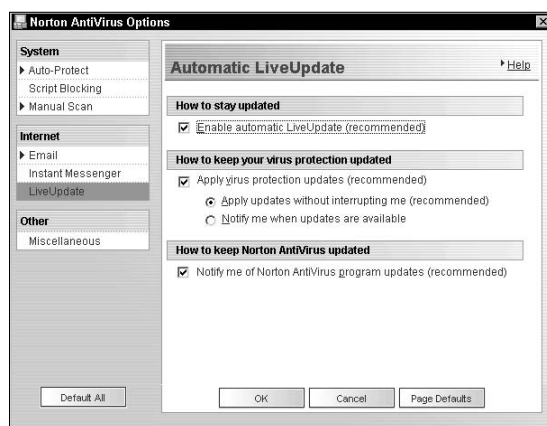 Norton AntiVirus Options
System
Auto-Protect
Script Blocking
Manual Scan
Internet
Email
Instant Messenger
LiveUpdate
Other
Miscellaneous
Default All
Automatic LiveUpdate
Help
How to stay updated
Enable automatic LiveUpdate (recommended)
How to keep your virus protection updated
Apply virus protection updates (recommended)
Apply updates without interrupting me (recommended)
Notify me when updates are available
How to keep Norton AntiVirus updated
Notify me of Norton AntiVirus program updates (recommended)
OK
Cancel
Page Defaults